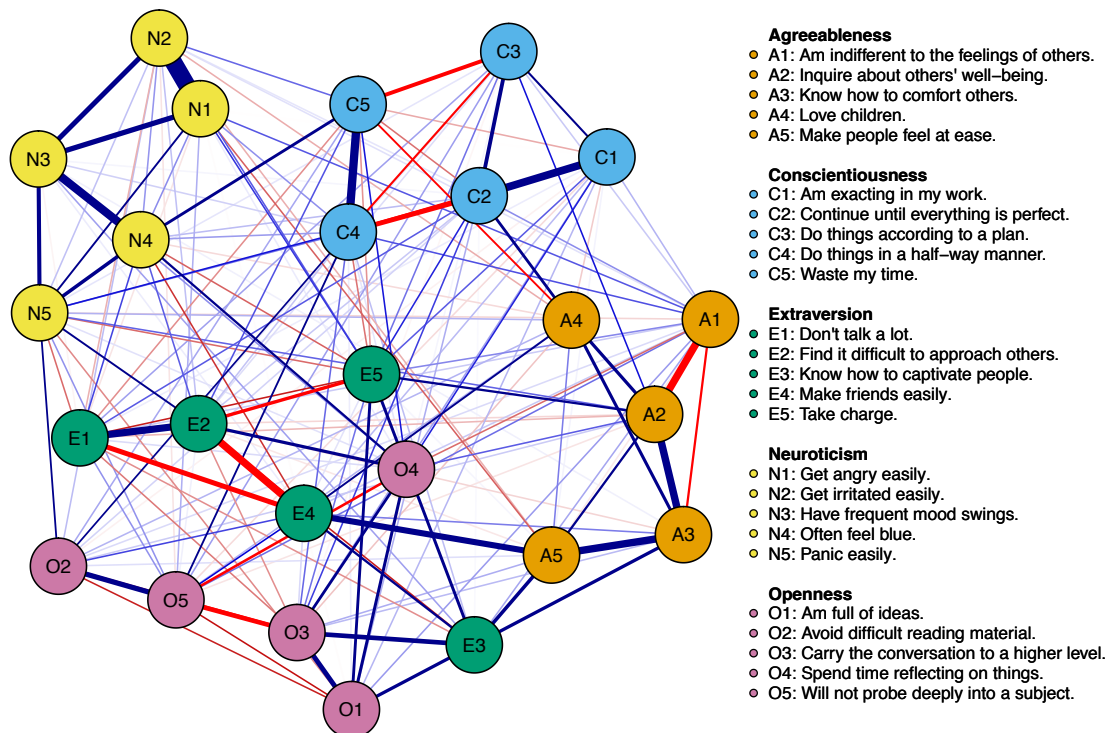 N2
C3
C5
N1
N3
C1
C2
N4
C4
N5
A4
A1
E5
A2
E2
E1
O4
E4
A3
A5
O2
O5
O3
E3
O1
Agreeableness
A1: Am indifferent to the feelings of others.
A2: Inquire about others' well−being.
A3: Know how to comfort others.
A4: Love children.
A5: Make people feel at ease.
Conscientiousness
C1: Am exacting in my work.
C2: Continue until everything is perfect.
C3: Do things according to a plan.
C4: Do things in a half−way manner.
C5: Waste my time.
Extraversion
E1: Don't talk a lot.
E2: Find it difficult to approach others.
E3: Know how to captivate people.
E4: Make friends easily.
E5: Take charge.
Neuroticism
N1: Get angry easily.
N2: Get irritated easily.
N3: Have frequent mood swings.
N4: Often feel blue.
N5: Panic easily.
Openness
O1: Am full of ideas.
O2: Avoid difficult reading material.
O3: Carry the conversation to a higher level.
O4: Spend time reflecting on things.
O5: Will not probe deeply into a subject.